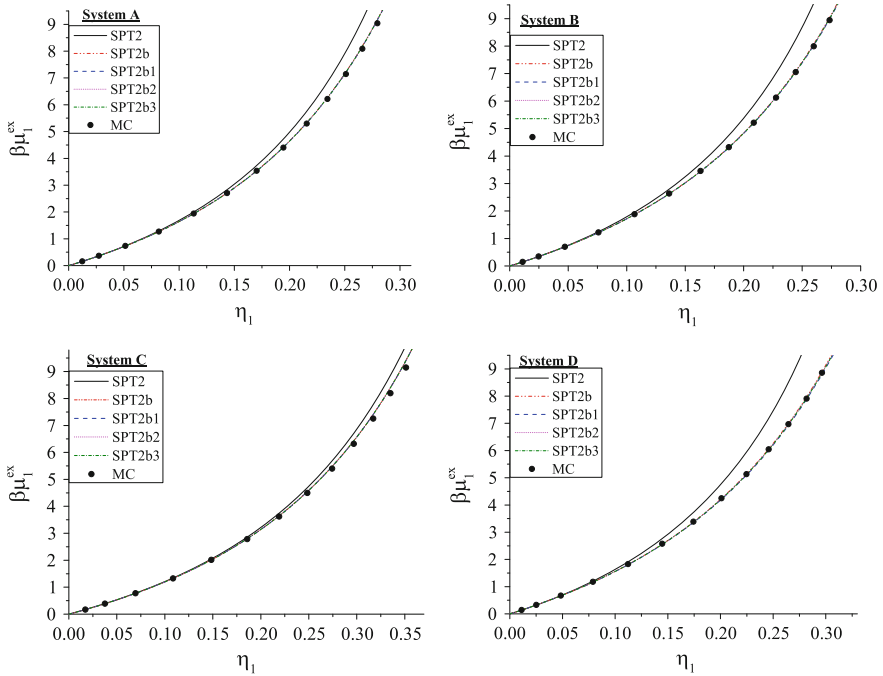 System A
SPT2
SPT2b
SPT2b1
SPT2b2
SPT2b3
MC
9
8
7
6
5
4
3
2
1
0
βμ₁ᵉˣ
0.00 0.05 0.10 0.15 0.20 0.25 0.30
η₁
System B
SPT2
SPT2b
SPT2b1
SPT2b2
SPT2b3
MC
9
8
7
6
5
4
3
2
1
0
βμ₁ᵉˣ
0.00 0.05 0.10 0.15 0.20 0.25 0.30
η₁
System C
SPT2
SPT2b
SPT2b1
SPT2b2
SPT2b3
MC
9
8
7
6
5
4
3
2
1
0
βμ₁ᵉˣ
0.00 0.05 0.10 0.15 0.20 0.25 0.30 0.35
η₁
System D
SPT2
SPT2b
SPT2b1
SPT2b2
SPT2b3
MC
9
8
7
6
5
4
3
2
1
0
βμ₁ᵉˣ
0.00 0.05 0.10 0.15 0.20 0.25 0.30
η₁